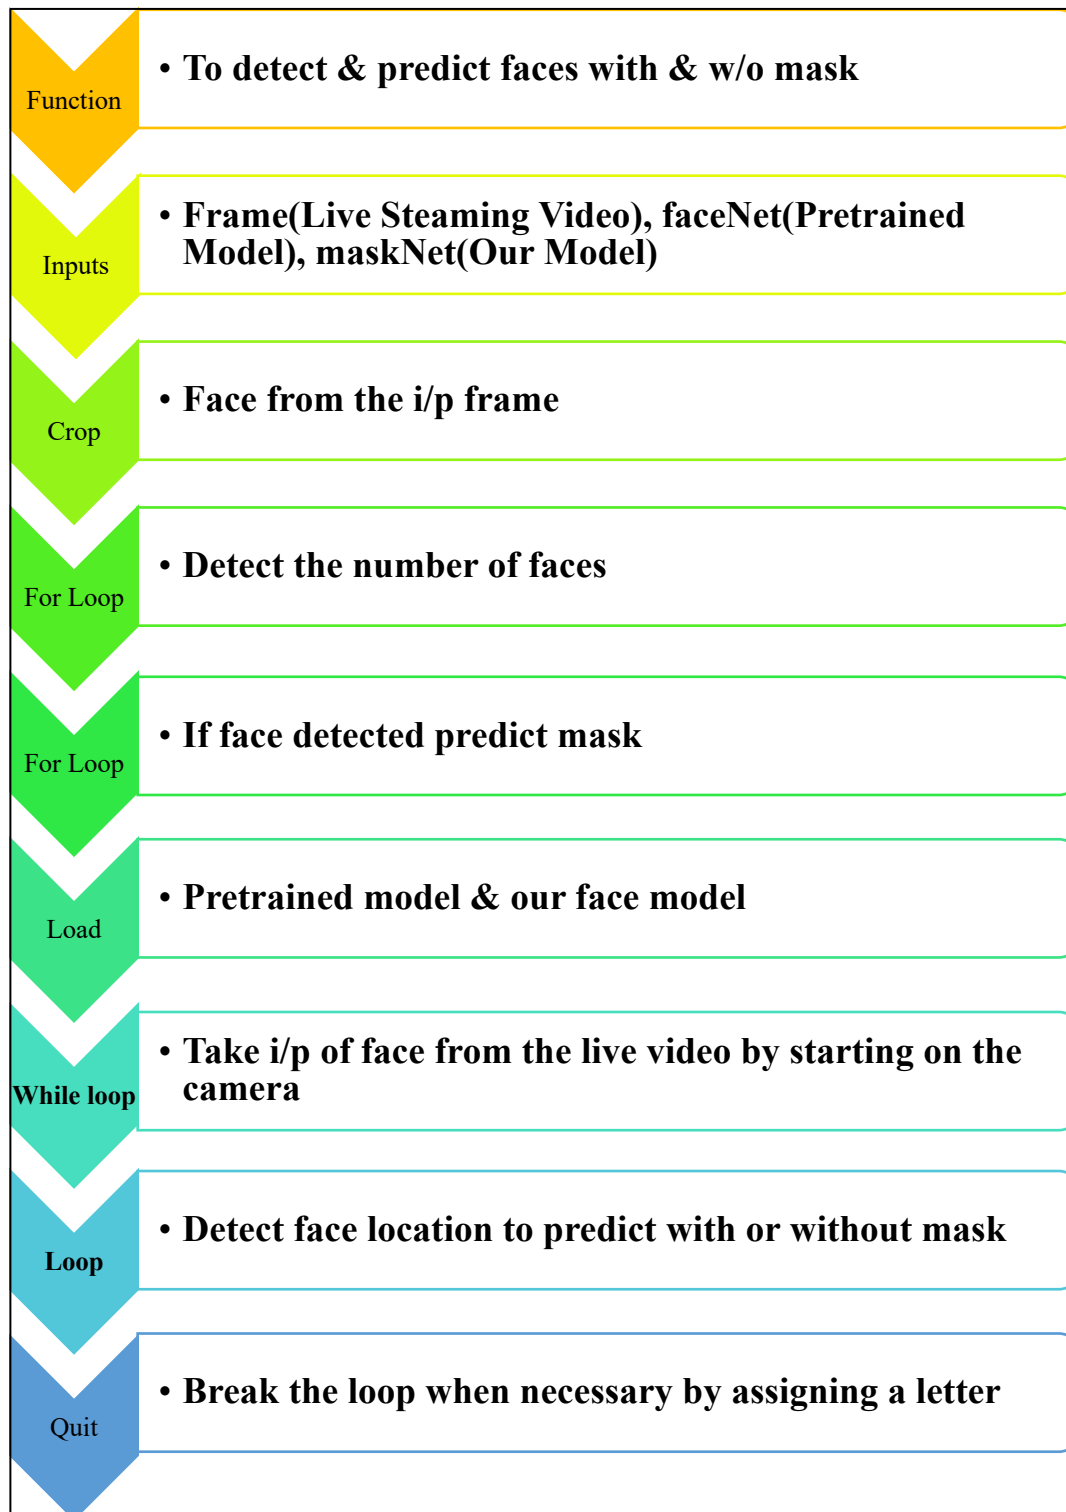 Function
• To detect & predict faces with & w/o mask
Inputs
• Frame(Live Steaming Video), faceNet(Pretrained
Model), maskNet(Our Model)
Crop
• Face from the i/p frame
For Loop
• Detect the number of faces
For Loop
• If face detected predict mask
Load
• Pretrained model & our face model
While loop
• Take i/p of face from the live video by starting on the
camera
Loop
• Detect face location to predict with or without mask
Quit
• Break the loop when necessary by assigning a letter